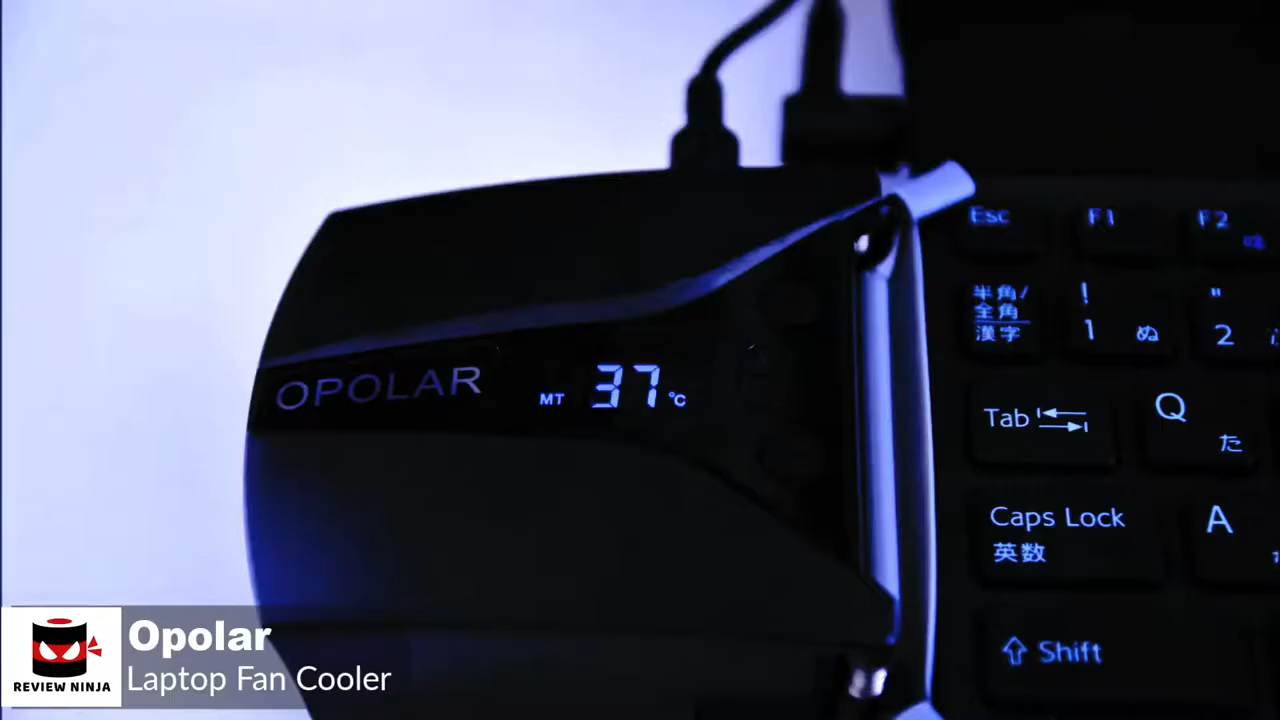 Esc F1 F2
半角/
全角
漢字
! 1 ぬ
" 2
OPOLAR MT 37 °C
Tab
Q た
Caps Lock
英数
A
Shift
Opolar
Laptop Fan Cooler
REVIEW NINJA